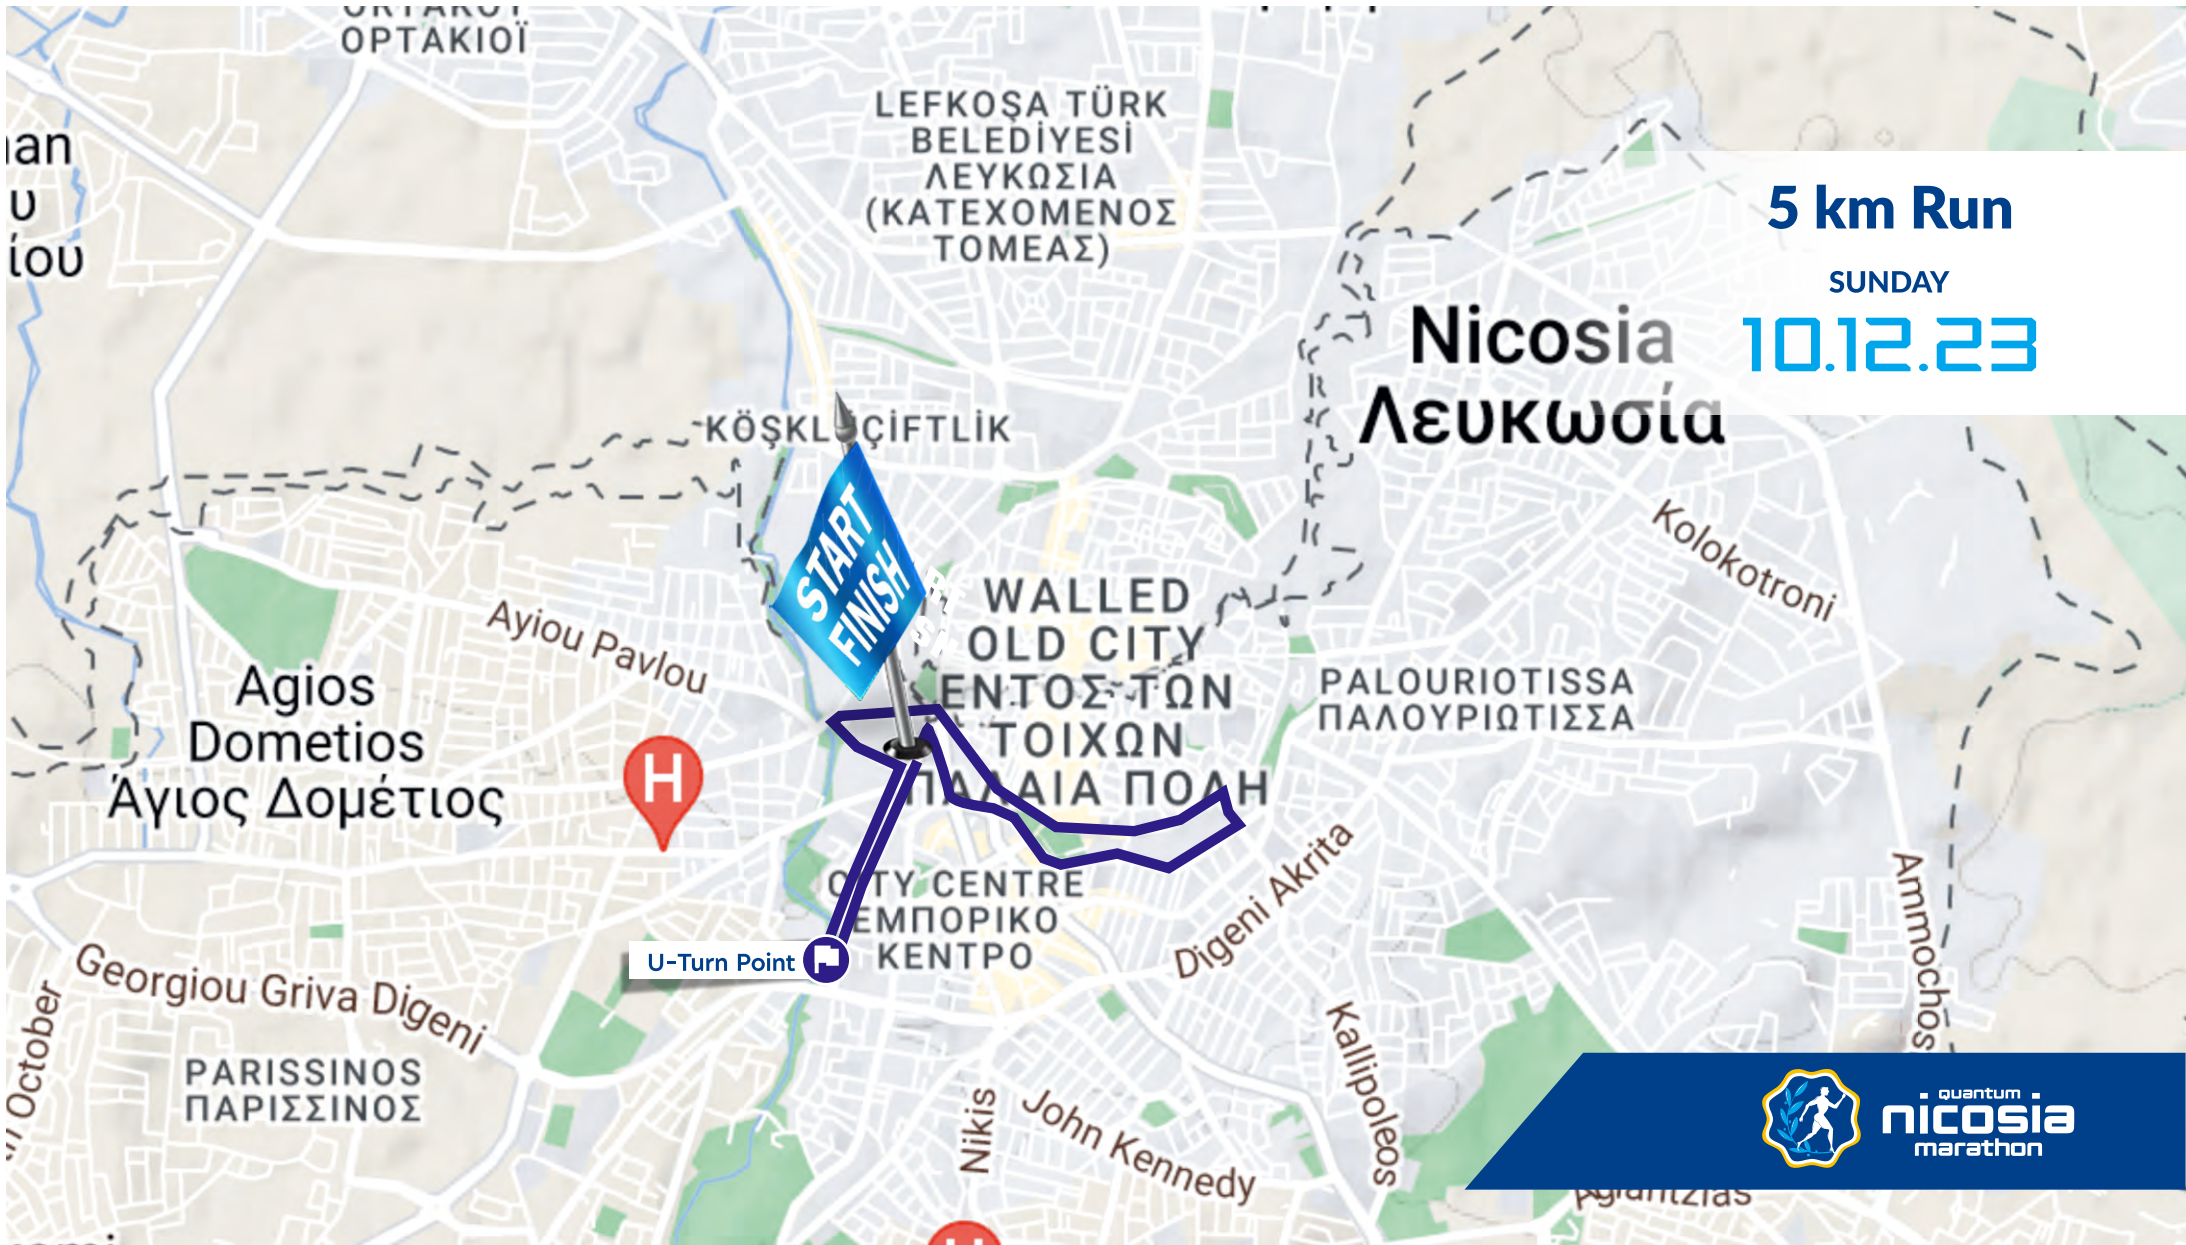 ΟΡΤΑΚΙΟΪ
LEFKOŞA TÜRK
BELEDİYESİ
ΛΕΥΚΩΣΙΑ
(ΚΑΤΕΧΟΜΕΝΟΣ
ΤΟΜΕΑΣ)
5 km Run
SUNDAY
10.12.23
Nicosia
Λευκωσία
ÇİFTLİK
START
FINISH
Kolokotroni
WALLED
OLD CITY
ΕΝΤΟΣ ΤΩΝ
ΤΟΙΧΩΝ
ΠΑΛΑΙΑ ΠΟΛΗ
Ayiou Pavlou
Agios
Dometios
Άγιος Δομέτιος
H
PALOURIOTISSA
ΠΑΛΟΥΡΙΩΤΙΣΣΑ
CITY CENTRE
ΕΜΠΟΡΙΚΟ
ΚΕΝΤΡΟ
U-Turn Point
Digeni Akrita
Ammochos
Georgiou Griva Digeni
October
PARISSINOS
ΠΑΡΙΣΣΙΝΟΣ
Nikis
John Kennedy
Kallipoleos
quantum
nicosia
marathon